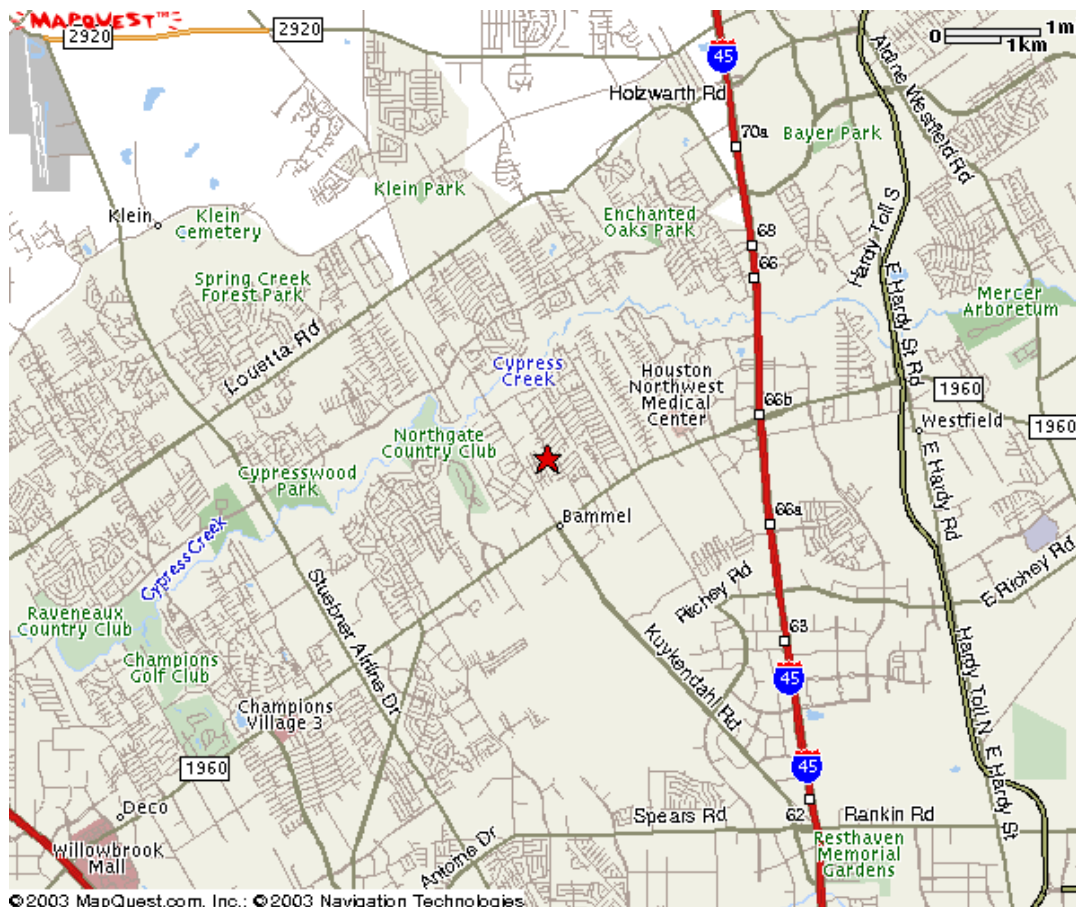 MAPQUEST™
2920
2920
45
0
1m
1km
Aldine Westfield Rd
Holzwarth Rd
70a
Bayer Park
Klein Park
Klein
Klein
Cemetery
Enchanted
Oaks Park
68
66
Hardy Toll S
E Hardy St Rd
Spring Creek
Forest Park
Mercer
Arboretum
Louetta Rd
Cypress
Creek
Houston
Northwest
Medical
Center
66b
1960
Westfield
1960
Northgate
Country Club
Cypresswood
Park
Bammel
66a
E Hardy Rd
Cypress Creek
Richey Rd
E Richey Rd
Stuebner Airline Dr
Raveneaux
Country Club
63
Kuykendahl Rd
Champions
Golf Club
Hardy Toll N
45
Champions
Village 3
E Hardy St
1960
45
Deco
62
Spears Rd
Rankin Rd
Willowbrook
Mall
Antoine Dr
Resthaven
Memorial
Gardens
©2003 MapQuest.com, Inc.; ©2003 Navigation Technologies